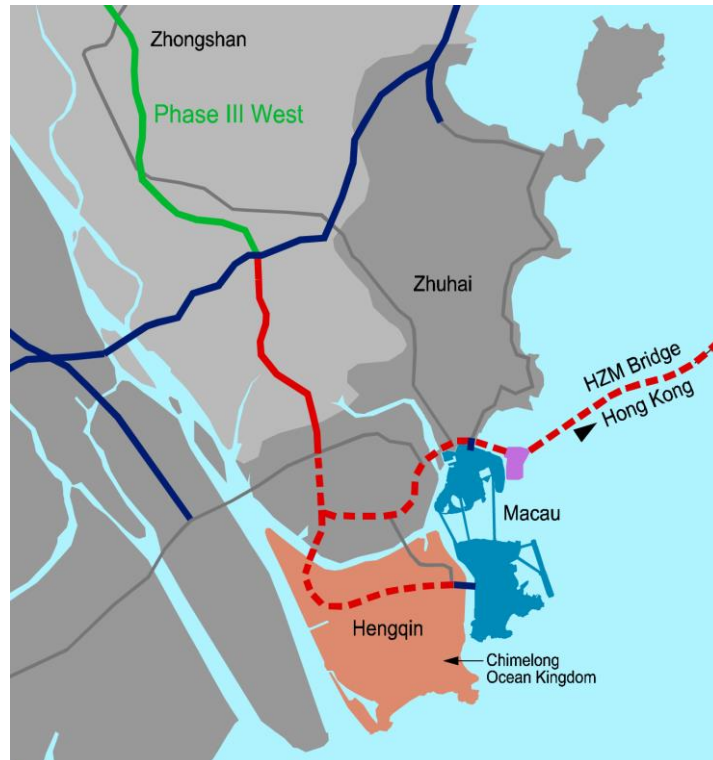 Zhongshan
Phase III West
Zhuhai
HZM Bridge
Hong Kong
Macau
Hengqin
Chimelong
Ocean Kingdom